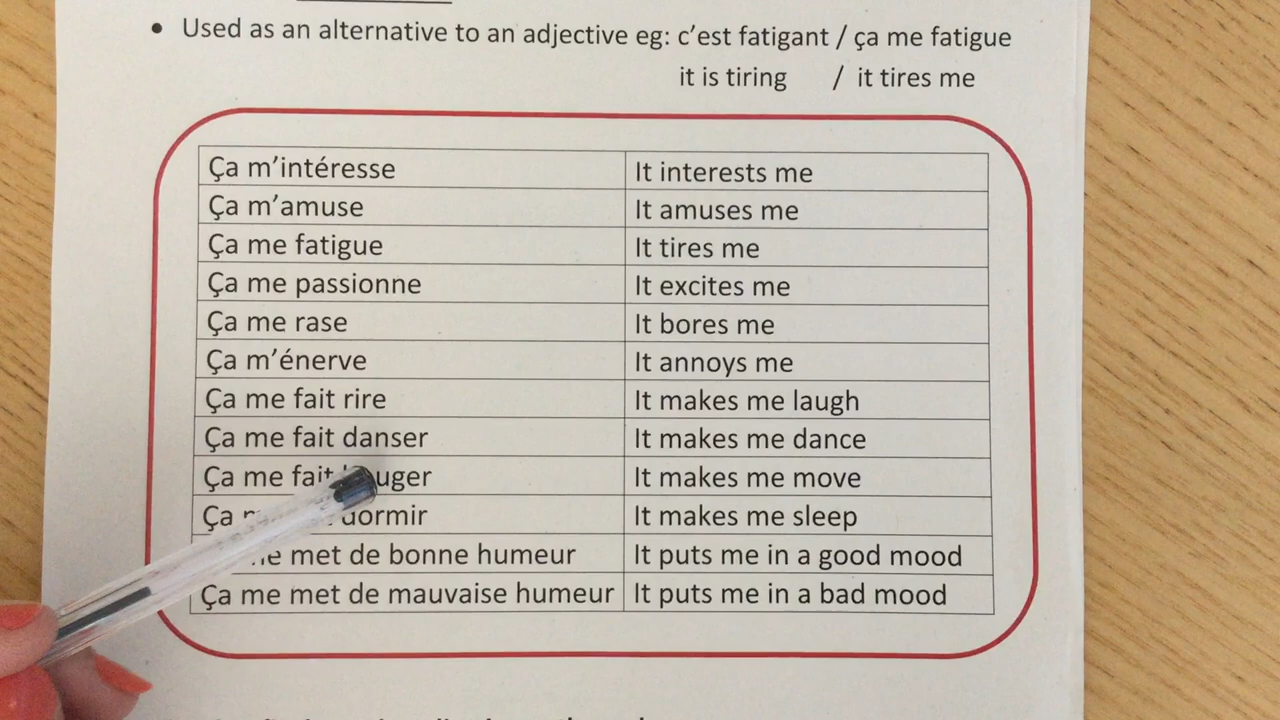 • Used as an alternative to an adjective eg: c'est fatigant / ça me fatigue
it is tiring / it tires me
Ça m'intéresse It interests me
Ça m'amuse It amuses me
Ça me fatigue It tires me
Ça me passionne It excites me
Ça me rase It bores me
Ça m'énerve It annoys me
Ça me fait rire It makes me laugh
Ça me fait danser It makes me dance
Ça me fait It makes me move
Ça dormir It makes me sleep
met de bonne humeur It puts me in a good mood
Ça me met de mauvaise humeur It puts me in a bad mood